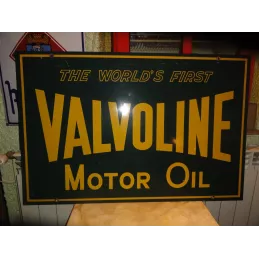 THE WORLD'S FIRST
VALVOLINE
MOTOR OIL